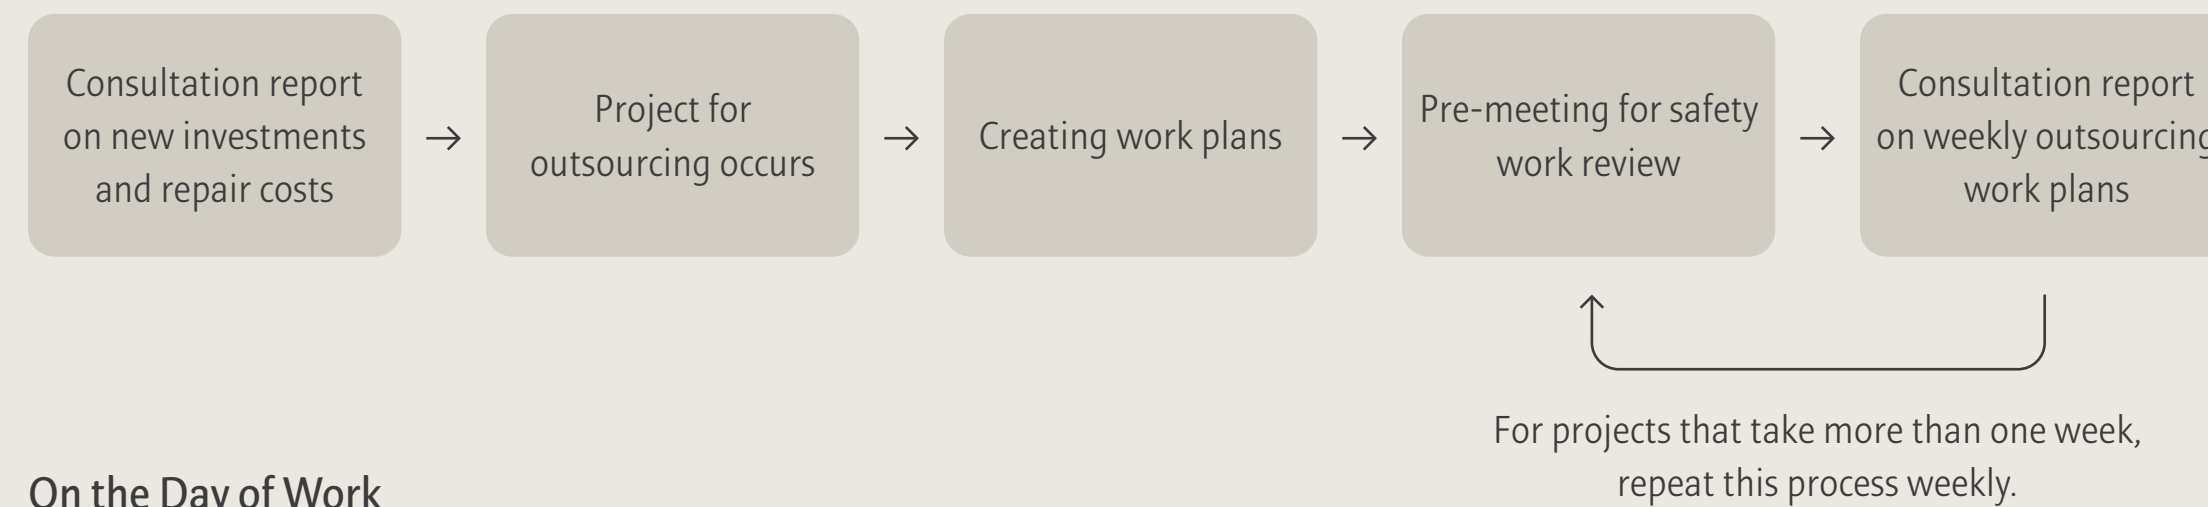 Consultation report
on new investments
and repair costs
→
Project for
outsourcing occurs
→
Creating work plans
→
Pre-meeting for safety
work review
→
Consultation report
on weekly outsourcing
work plans
For projects that take more than one week,
repeat this process weekly.
On the Day of Work